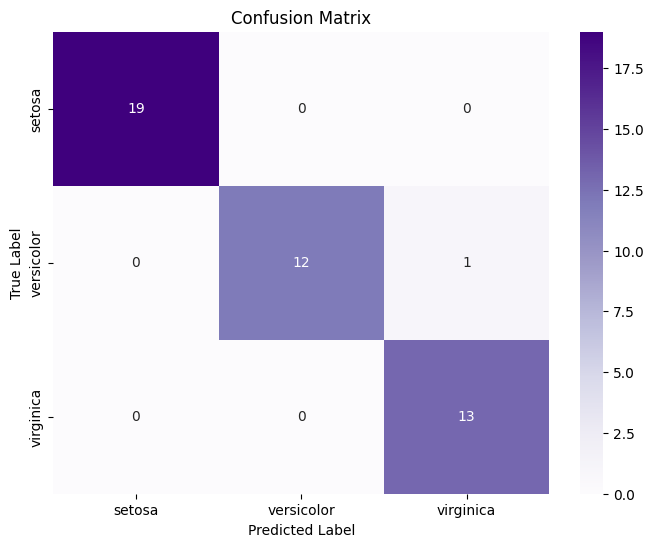 Confusion Matrix
True Label
setosa
19 0 0
versicolor
0 12 1
virginica
0 0 13
setosa versicolor virginica
Predicted Label
17.5
15.0
12.5
10.0
7.5
5.0
2.5
0.0